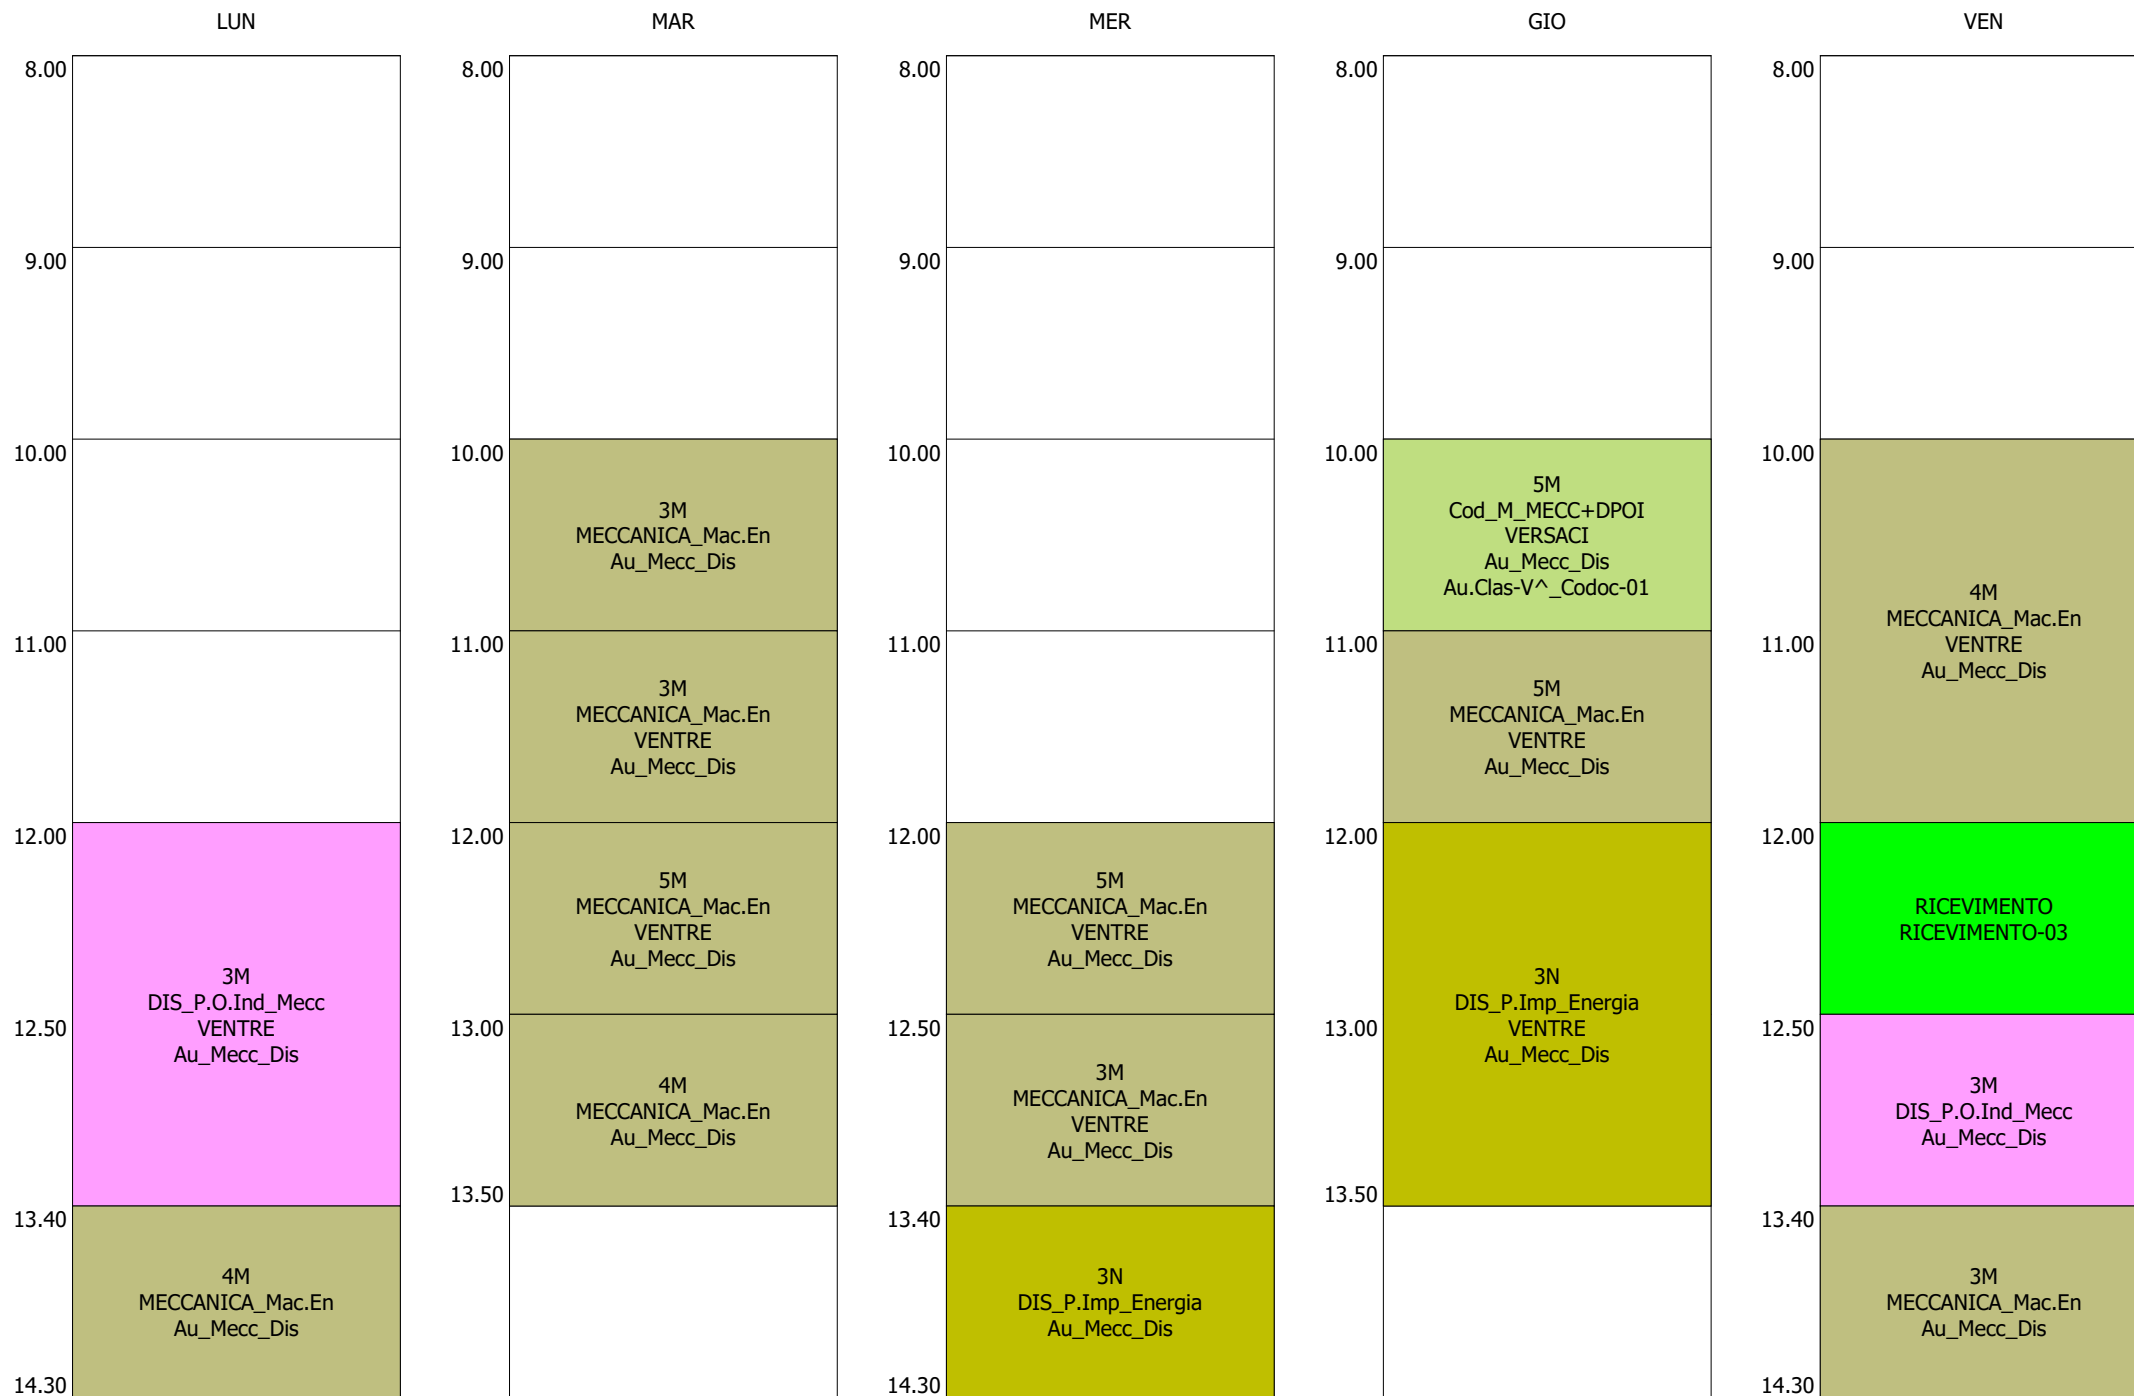 LUN
8.00
9.00
10.00
11.00
12.00
3M
DIS_P.O.Ind_Mecc
VENTRE
Au_Mecc_Dis
12.50
13.40
4M
MECCANICA_Mac.En
Au_Mecc_Dis
14.30
MAR
8.00
9.00
10.00
3M
MECCANICA_Mac.En
Au_Mecc_Dis
11.00
3M
MECCANICA_Mac.En
VENTRE
Au_Mecc_Dis
12.00
5M
MECCANICA_Mac.En
VENTRE
Au_Mecc_Dis
13.00
4M
MECCANICA_Mac.En
Au_Mecc_Dis
13.50
MER
8.00
9.00
10.00
11.00
12.00
5M
MECCANICA_Mac.En
VENTRE
Au_Mecc_Dis
12.50
3M
MECCANICA_Mac.En
VENTRE
Au_Mecc_Dis
13.40
3N
DIS_P.Imp_Energia
Au_Mecc_Dis
14.30
GIO
8.00
9.00
10.00
5M
Cod_M_MECC+DPOI
VERSACI
Au_Mecc_Dis
Au.Clas-V^_Codoc-01
11.00
5M
MECCANICA_Mac.En
VENTRE
Au_Mecc_Dis
12.00
3N
DIS_P.Imp_Energia
VENTRE
Au_Mecc_Dis
13.00
13.50
VEN
8.00
9.00
10.00
4M
MECCANICA_Mac.En
VENTRE
Au_Mecc_Dis
11.00
12.00
RICEVIMENTO
RICEVIMENTO-03
12.50
3M
DIS_P.O.Ind_Mecc
Au_Mecc_Dis
13.40
3M
MECCANICA_Mac.En
Au_Mecc_Dis
14.30